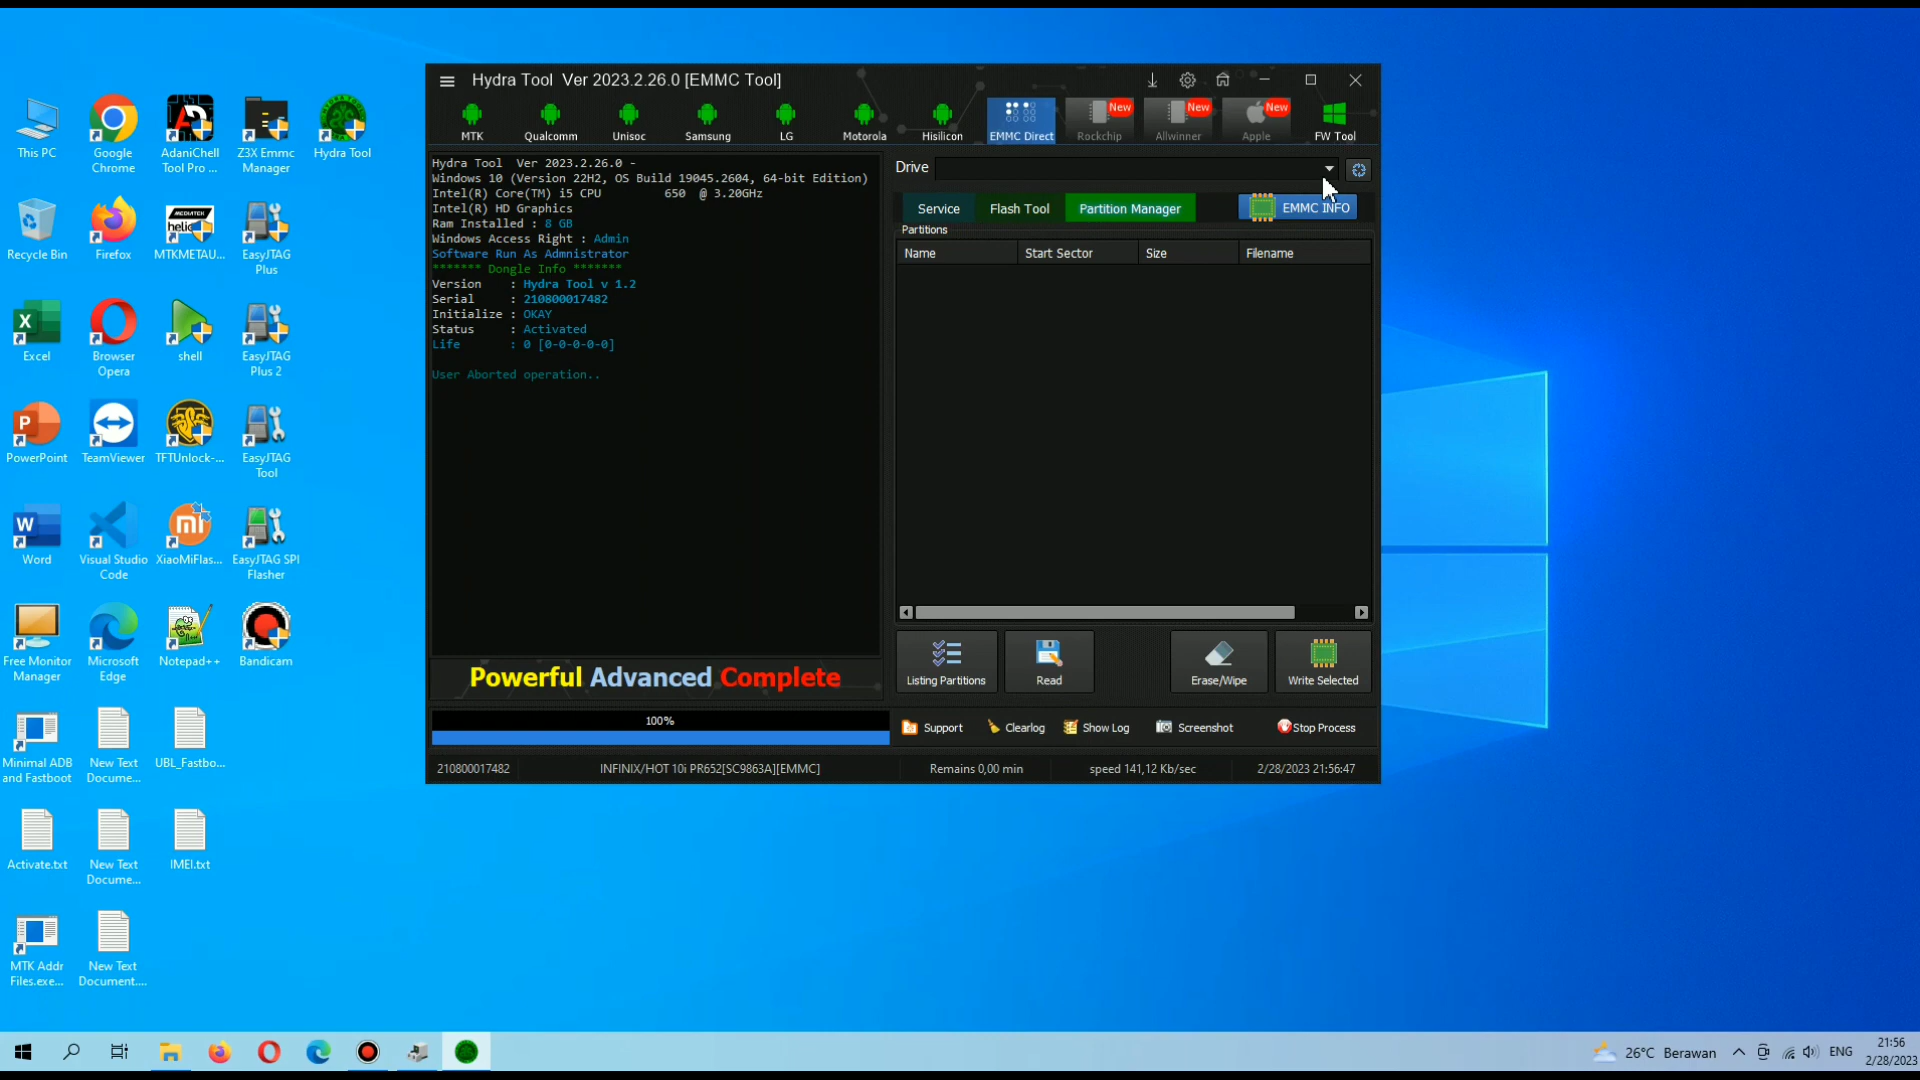 This PC
Google
Chrome
AdaniChell
Tool Pro ...
Z3X Emmc
Manager
Hydra Tool
Recycle Bin
Firefox
MTKMETAU...
EasyJTAG
Plus
Excel
Browser
Opera
shell
EasyJTAG
Plus 2
PowerPoint
TeamViewer
TFTUnlock-...
EasyJTAG
Tool
Word
Visual Studio
Code
XiaoMiFlas...
EasyJTAG SPI
Flasher
Free Monitor
Manager
Microsoft
Edge
Notepad++
Bandicam
Minimal ADB
and Fastboot
New Text
Docume...
UBL_Fastbo...
Activate.txt
New Text
Docume...
IMEI.txt
MTK Addr
Files.exe...
New Text
Document....
Hydra Tool Ver 2023.2.26.0 [EMMC Tool]
MTK
Qualcomm
Unisoc
Samsung
LG
Motorola
Hisilicon
EMMC Direct
New
Rockchip
New
Allwinner
New
Apple
FW Tool
Hydra Tool Ver 2023.2.26.0 -
Windows 10 (Version 22H2, OS Build 19045.2604, 64-bit Edition)
Intel(R) Core(TM) i5 CPU 650 @ 3.20GHz
Intel(R) HD Graphics
Ram Installed : 8 GB
Windows Access Right : Admin
Software Run As Admnistrator
******* Dongle Info *******
Version : Hydra Tool v 1.2
Serial : 210800017482
Initialize : OKAY
Status : Activated
Life : 0 [0-0-0-0-0]
User Aborted operation..
Powerful Advanced Complete
Drive
Service
Flash Tool
Partition Manager
EMMC INFO
Partitions
Name
Start Sector
Size
Filename
Listing Partitions
Read
Erase/Wipe
Write Selected
100%
Support
Clearlog
Show Log
Screenshot
Stop Process
210800017482
INFINIX/HOT 10i PR652[SC9863A][EMMC]
Remains 0,00 min
speed 141,12 Kb/sec
2/28/2023 21:56:47
26°C Berawan
ENG
21:56
2/28/2023